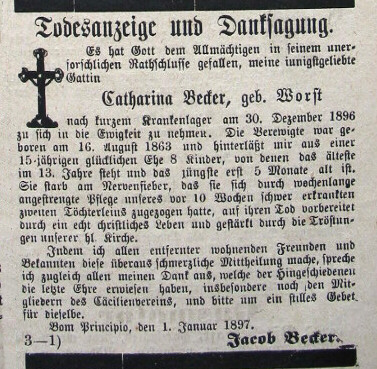 Todesanzeige und Danksagung.
Es hat Gott dem Allmächtigen in seinem uner-
forschlichen Rathschlusse gefallen, meine innigstgeliebte
Gattin
Catharina Becker, geb. Worst
nach kurzem Krankenlager am 30. Dezember 1896
zu sich in die Ewigkeit zu nehmen. Die Verewigte war ge-
boren am 16. August 1863 und hinterläßt mir aus einer
15-jährigen glücklichen Ehe 8 Kinder, von denen das älteste
im 13. Jahre steht und das jüngste erst 5 Monate alt ist.
Sie starb am Nervenfieber, das sie sich durch wochenlange
angestrengte Pflege unseres vor 10 Wochen schwer erkrankten
zweiten Töchterleins zugezogen hatte, auf ihren Tod vorbereitet
durch ein echt christliches Leben und gestärkt durch die Tröstun-
gen unserer hl. Kirche.
Indem ich allen entfernter wohnenden Freunden und
Bekannten diese überaus schmerzliche Mittheilung mache, spreche
ich zugleich allen meinen Dank aus, welche der Hingeschiedenen
die letzte Ehre erwiesen haben, insbesondere noch den Mit-
gliedern des Cäcilienvereins, und bitte um ein stilles Gebet
für dieselbe.
Bom Principio, den 1. Januar 1897.
3—1) Jacob Becker.